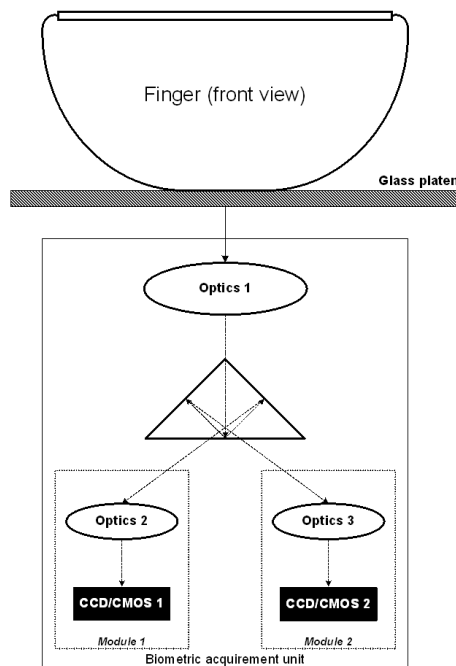 Finger (front view)
Glass platen
Optics 1
Optics 2
Optics 3
CCD/CMOS 1
CCD/CMOS 2
Module 1
Module 2
Biometric acquirement unit